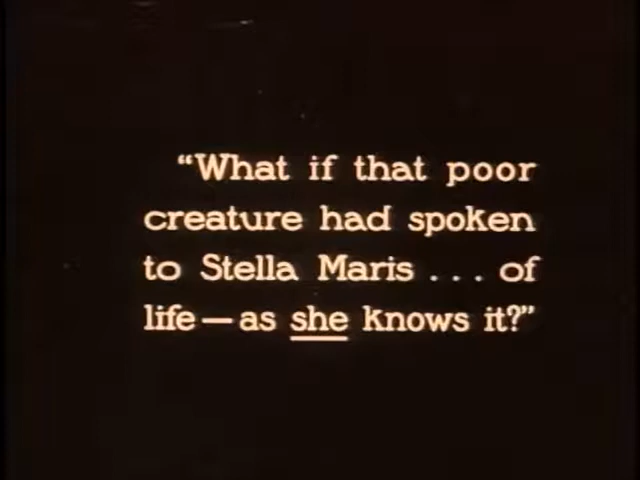 “What if that poor
creature had spoken
to Stella Maris . . . of
life—as she knows it?”